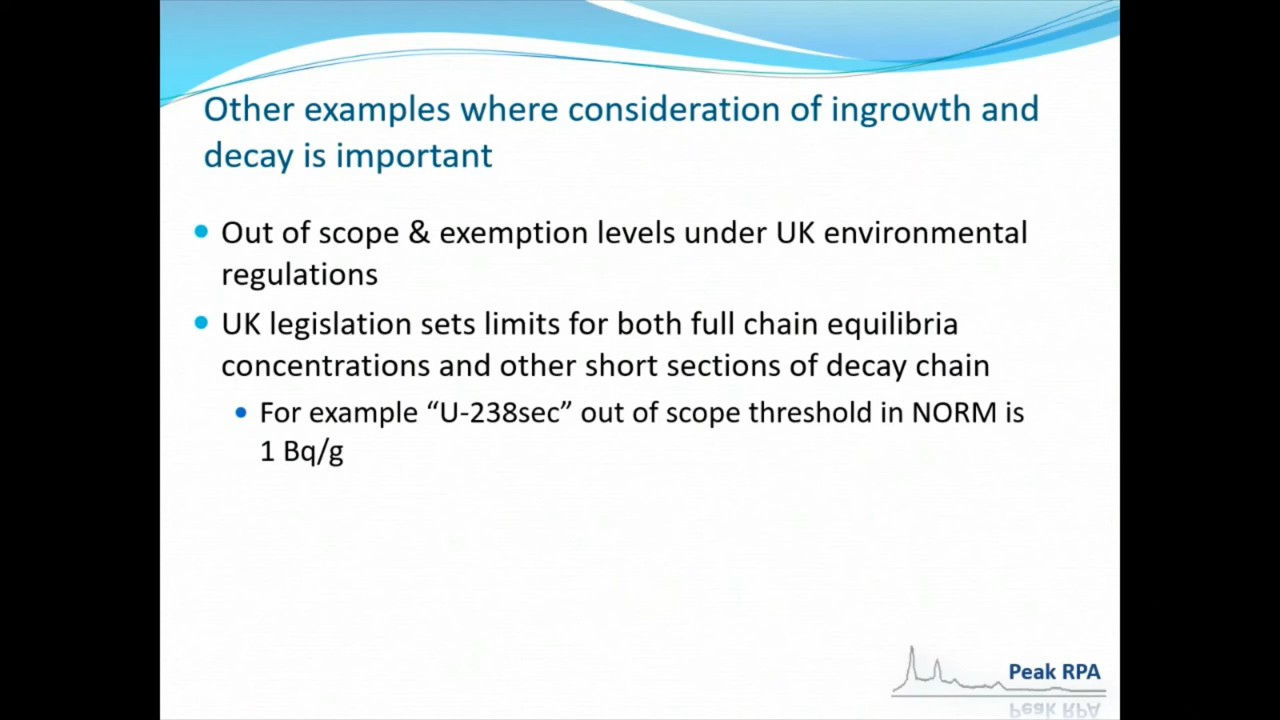 Other examples where consideration of ingrowth and
decay is important
Out of scope & exemption levels under UK environmental
regulations
UK legislation sets limits for both full chain equilibria
concentrations and other short sections of decay chain
For example “U-238sec” out of scope threshold in NORM is
1 Bq/g
Peak RPA